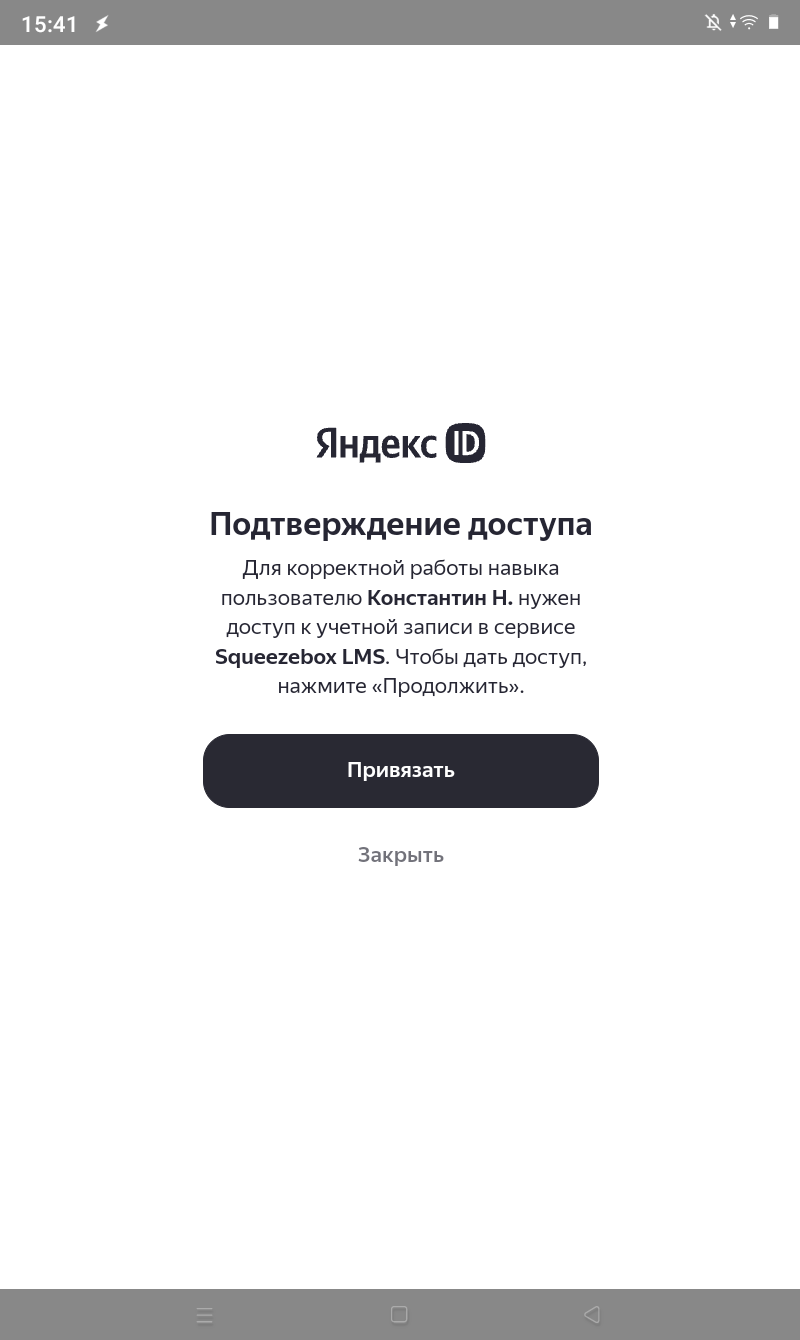 15:41
Яндекс ID
Подтверждение доступа
Для корректной работы навыка
пользователю Константин Н. нужен
доступ к учетной записи в сервисе
Squeezebox LMS. Чтобы дать доступ,
нажмите «Продолжить».
Привязать
Закрыть